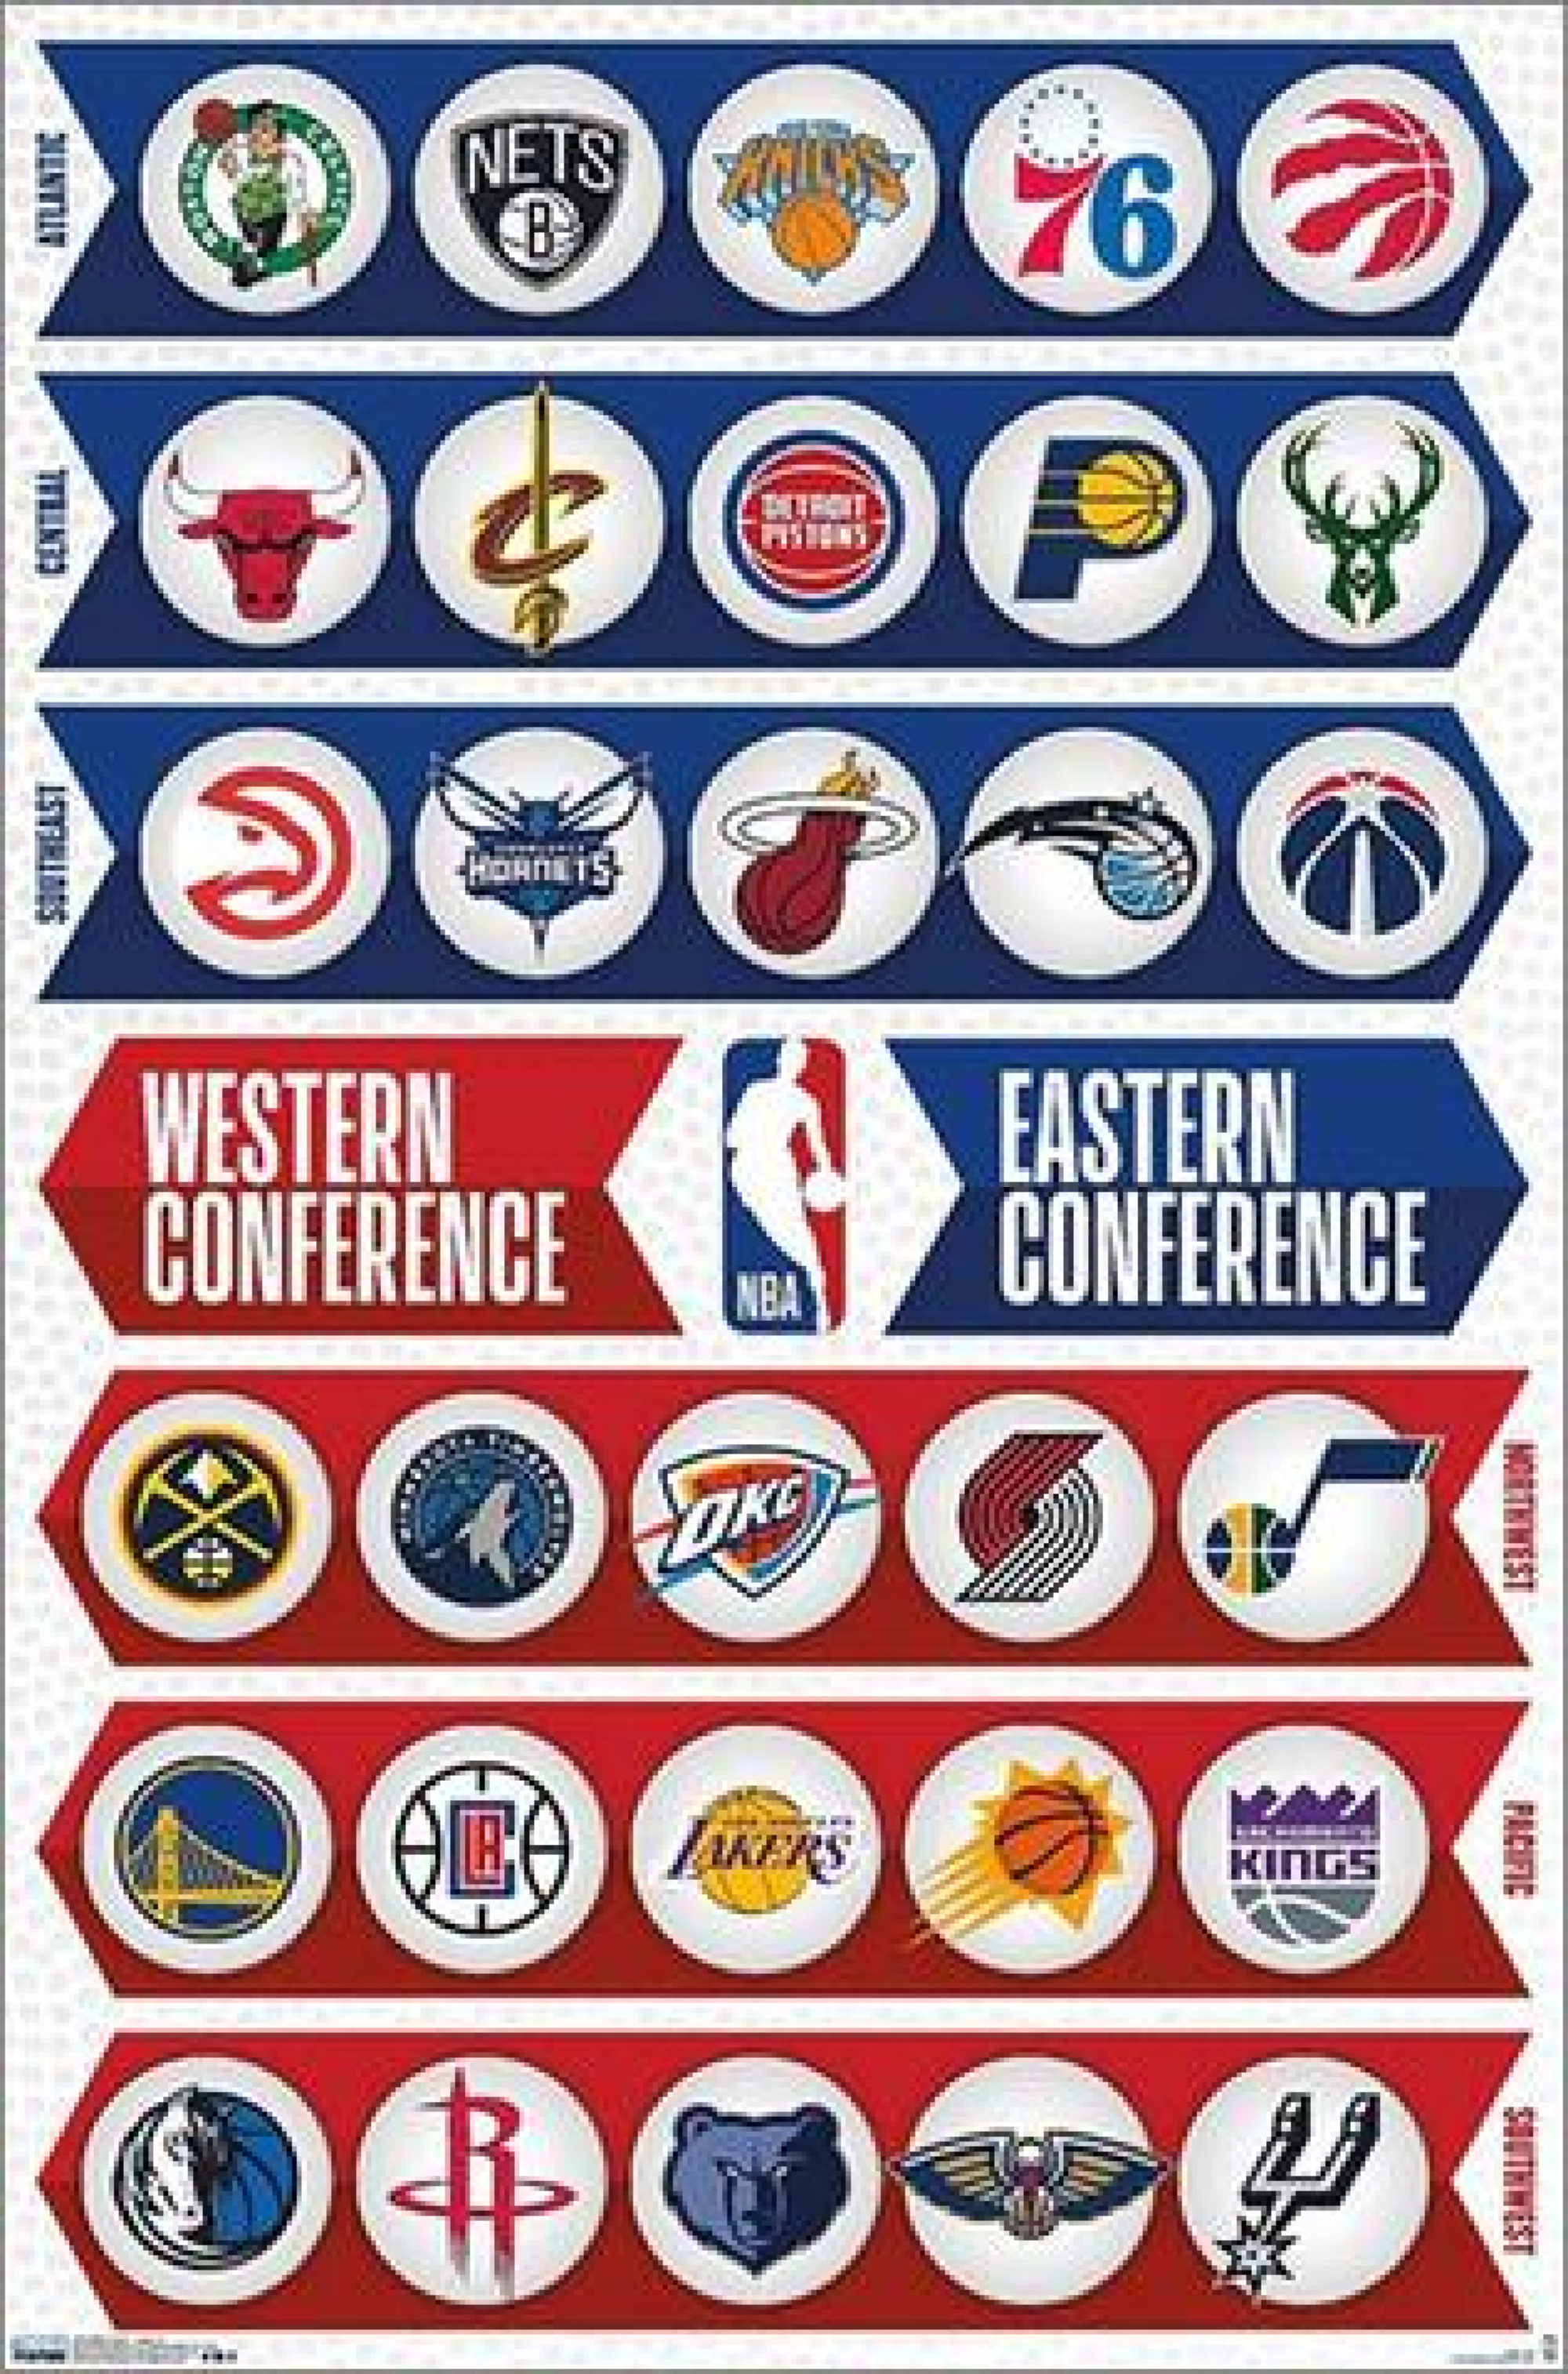 ATLANTIC
NETS
B
KNICKS
76
CENTRAL
C
DETROIT
PISTONS
SOUTHEAST
HORNETS
WESTERN
CONFERENCE
NBA
EASTERN
CONFERENCE
NORTHWEST
OKC
PACIFIC
LAKERS
KINGS
SOUTHWEST
R